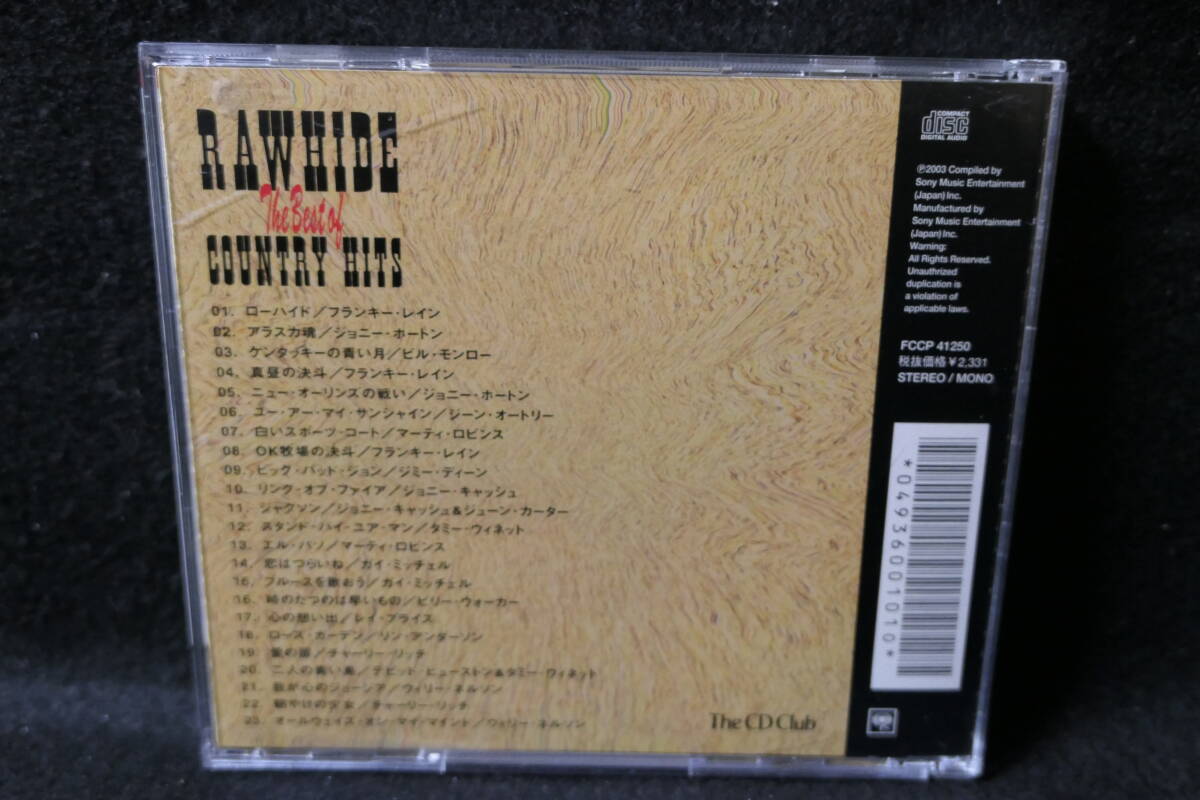 RAWHIDE
The Best of
COUNTRY HITS
01. ローハイド／フランキー・レイン
02. アラスカ魂／ジョニー・ホートン
03. ケンタッキーの青い月／ビル・モンロー
04. 真昼の決斗／フランキー・レイン
05. ニュー・オーリンズの戦い／ジョニー・ホートン
06. ユー・アー・マイ・サンシャイン／ジーン・オートリー
07. 白いスポーツ・コート／マーティ・ロビンス
08. OK牧場の決斗／フランキー・レイン
09. ビッグ・バッド・ジョン／ジミー・ディーン
10. リング・オブ・ファイア／ジョニー・キャッシュ
11. ジャクソン／ジョニー・キャッシュ&ジューン・カーター
12. スタンド・バイ・ユア・マン／タミー・ウィネット
13. エル・パソ／マーティ・ロビンス
14. 恋はつらいね／ガイ・ミッチェル
15. ブルースを歌おう／ガイ・ミッチェル
16. 時のたつのは早いもの／ビリー・ウォーカー
17. 心の想い出／レイ・プライス
18. ローズ・ガーデン／リン・アンダーソン
19. ／チャーリー・リッチ
20. 二人の青い鳥／デビット・ヒューストン&タミー・ウィネット
21. 我が心のジョージア／ウィリー・ネルソン
22. 朝やけの少女／チャーリー・リッチ
23. オールウェイズ・オン・マイ・マインド／ウィリー・ネルソン
The CD Club
COMPACT
disc
DIGITAL AUDIO
℗2003 Compiled by
Sony Music Entertainment
(Japan) Inc.
Manufactured by
Sony Music Entertainment
(Japan) Inc.
Warning:
All Rights Reserved.
Unauthrized
duplication is
a violation of
applicable laws.
FCCP 41250
税抜価格¥2,331
STEREO / MONO
*0493600101​0*